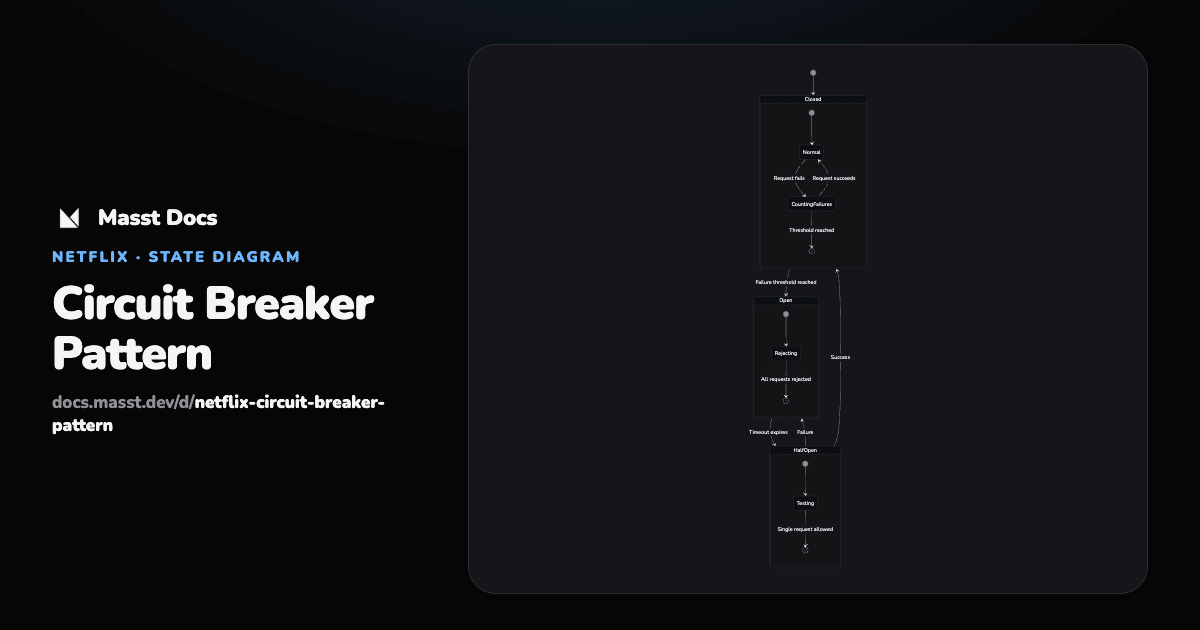 Masst Docs
NETFLIX · STATE DIAGRAM
Circuit Breaker
Pattern
docs.masst.dev/d/netflix-circuit-breaker-
pattern
Closed
Normal
Request fails Request succeeds
CountingFailures
Threshold reached
Failure threshold reached
Open
Rejecting
Success
All requests rejected
Timeout expires Failure
HalfOpen
Testing
Single request allowed